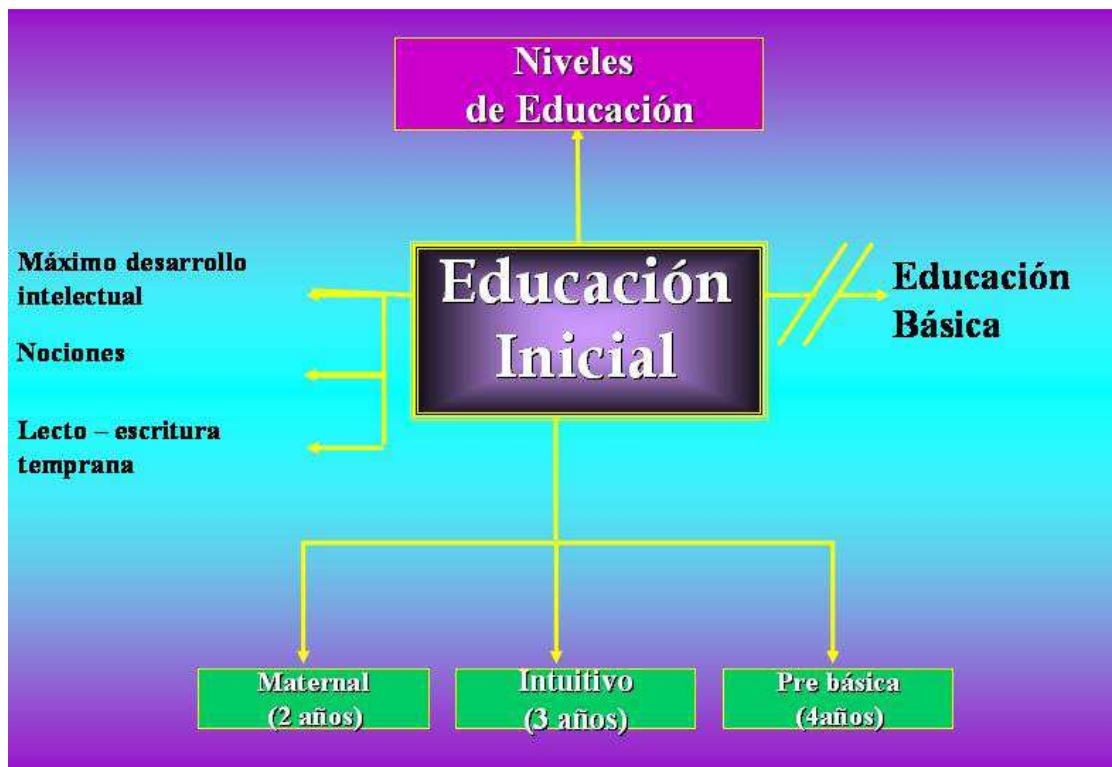 Niveles
de Educación
Máximo desarrollo
intelectual
Nociones
Lecto – escritura
temprana
Educación
Inicial
Educación
Básica
Maternal
(2 años)
Intuitivo
(3 años)
Pre básica
(4años)